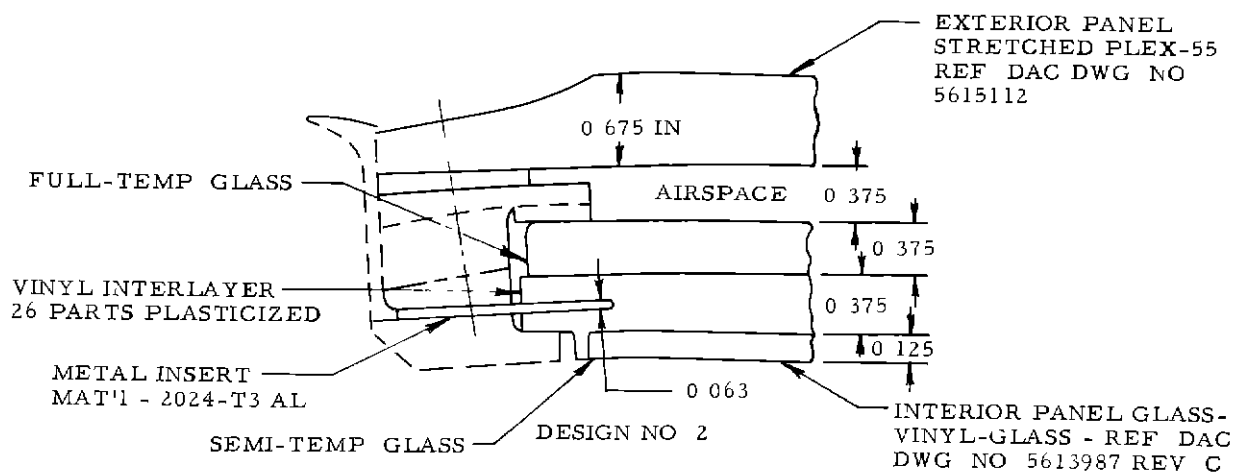 EXTERIOR PANEL
STRETCHED PLEX-55
REF DAC DWG NO
5615112
0 675 IN
FULL-TEMP GLASS
AIRSPACE
0 375
0 375
VINYL INTERLAYER
26 PARTS PLASTICIZED
0 375
0 125
METAL INSERT
MAT'1 - 2024-T3 AL
0 063
SEMI-TEMP GLASS
DESIGN NO 2
INTERIOR PANEL GLASS-
VINYL-GLASS - REF DAC
DWG NO 5613987 REV C